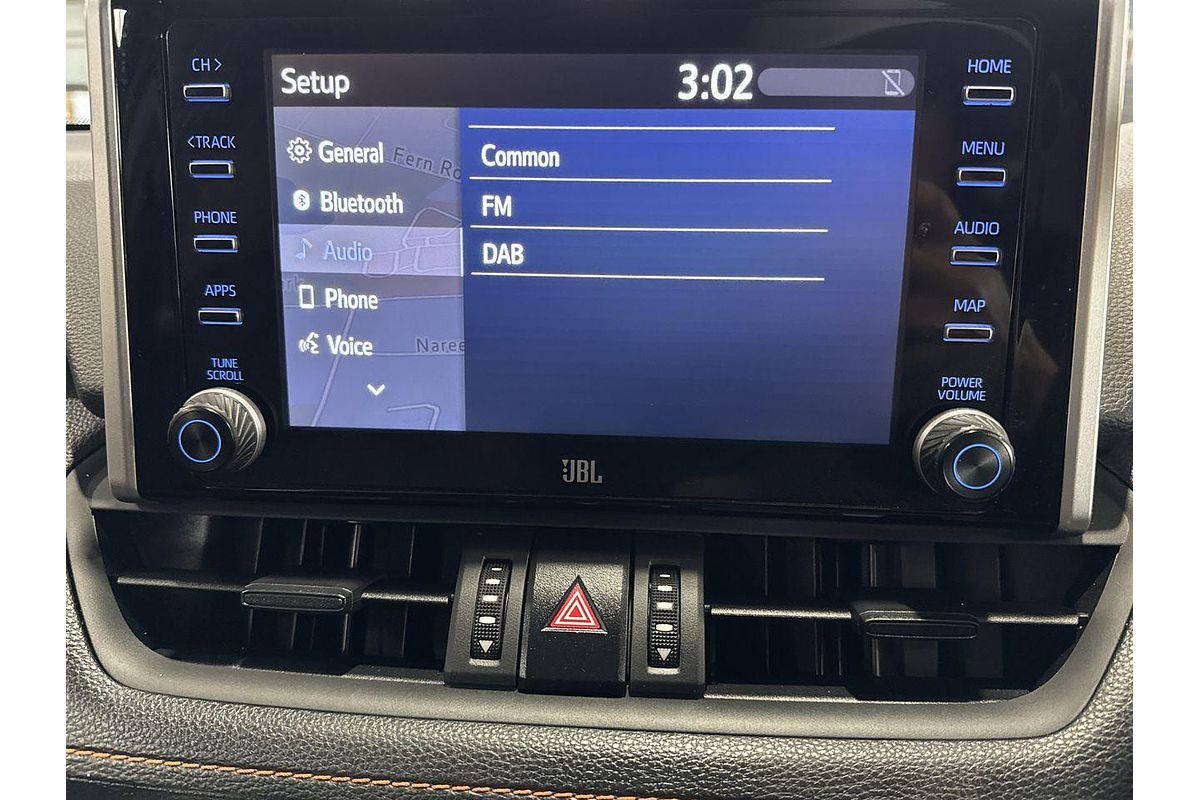 CH >
<TRACK
PHONE
APPS
TUNE
SCROLL
Setup
3:02
General
Bluetooth
Audio
Phone
Voice
Fern Ro
Naree
Common
FM
DAB
HOME
MENU
AUDIO
MAP
POWER
VOLUME
JBL